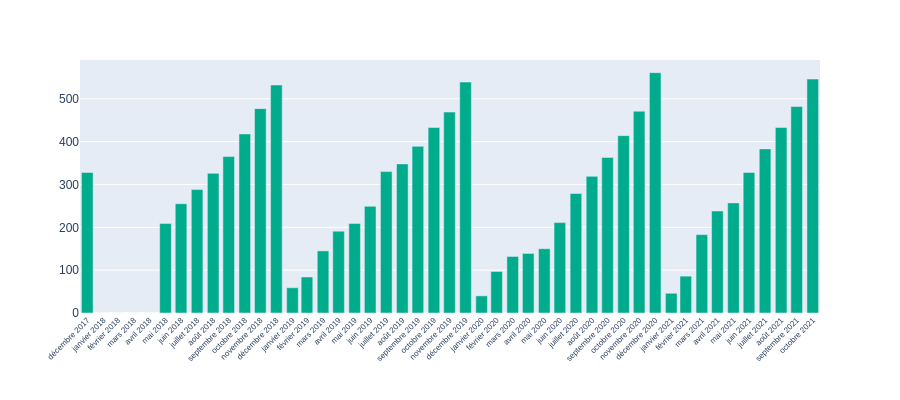 500
400
300
200
100
0
décembre 2017
janvier 2018
février 2018
mars 2018
avril 2018
mai 2018
juin 2018
juillet 2018
août 2018
septembre 2018
octobre 2018
novembre 2018
décembre 2018
janvier 2019
février 2019
mars 2019
avril 2019
mai 2019
juin 2019
juillet 2019
août 2019
septembre 2019
octobre 2019
novembre 2019
décembre 2019
janvier 2020
février 2020
mars 2020
avril 2020
mai 2020
juin 2020
juillet 2020
août 2020
septembre 2020
octobre 2020
novembre 2020
décembre 2020
janvier 2021
février 2021
mars 2021
avril 2021
mai 2021
juin 2021
juillet 2021
août 2021
septembre 2021
octobre 2021